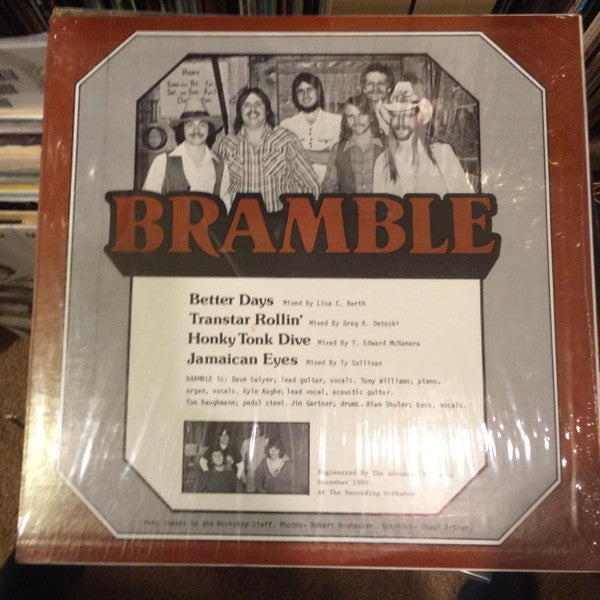 Hours
BRAMBLE
Better Days Mixed By Lisa C. Barth
Transtar Rollin' Mixed By Greg R. Detoski
Honky Tonk Dive Mixed By T. Edward McNamara
Jamaican Eyes Mixed By Ty Sullivan
BRAMBLE Is: Dave Salyer; lead guitar, vocals. Tony Williams; piano,
organ, vocals. Kyle Aughe; lead vocal, acoustic guitar.
Tom Baughmann; pedal steel. Jim Gartner; drums. Alan Shuler; bass, vocals.
Engineered By The Advanced
December 1980
At The Recording Workshop
Many thanks to the Workshop Staff. Photos- Robert Neuhauser. Graphics- Chuck Arthur.